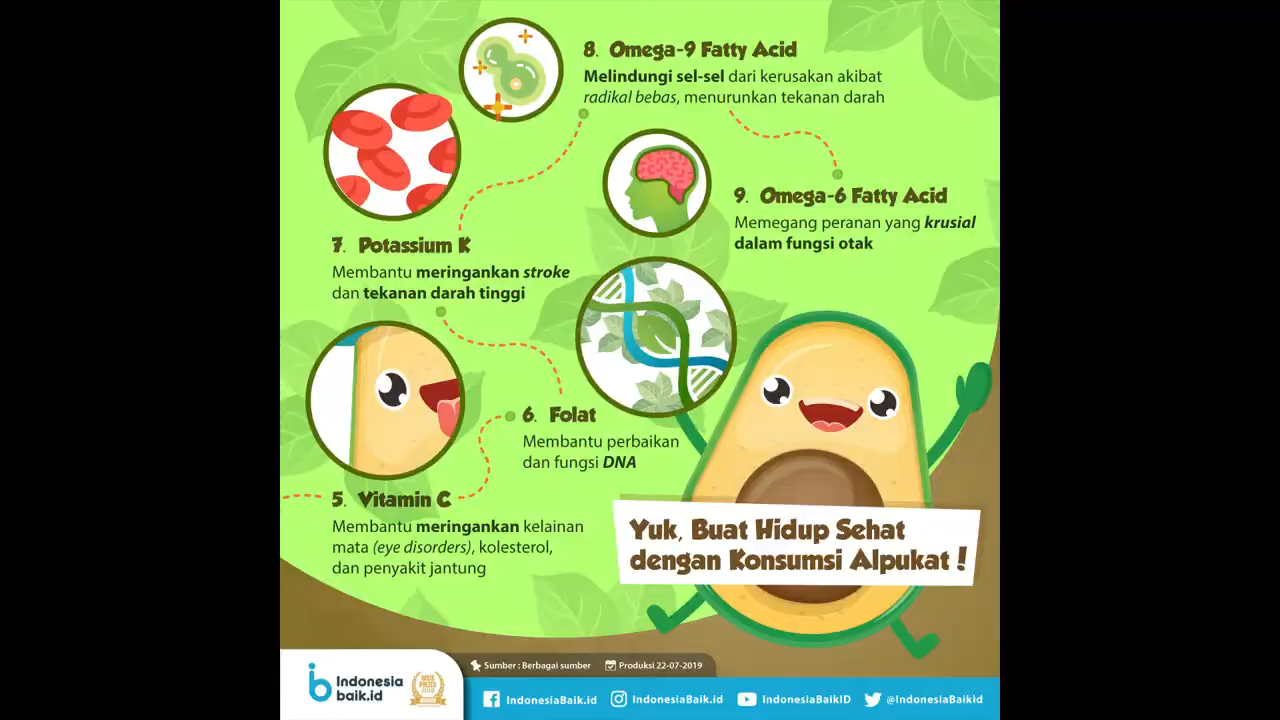 8. Omega-9 Fatty Acid
Melindungi sel-sel dari kerusakan akibat
radikal bebas, menurunkan tekanan darah
9. Omega-6 Fatty Acid
Memegang peranan yang krusial
dalam fungsi otak
7. Potassium K
Membantu meringankan stroke
dan tekanan darah tinggi
6. Folat
Membantu perbaikan
dan fungsi DNA
5. Vitamin C
Membantu meringankan kelainan
mata (eye disorders), kolesterol,
dan penyakit jantung
Yuk, Buat Hidup Sehat
dengan Konsumsi Alpukat !
Sumber : Berbagai sumber
Produksi 22-07-2019
Indonesia
baik.id
WSIS
PRIZES
IndonesiaBaik.id
IndonesiaBaik.id
IndonesiaBaikID
@IndonesiaBaikId